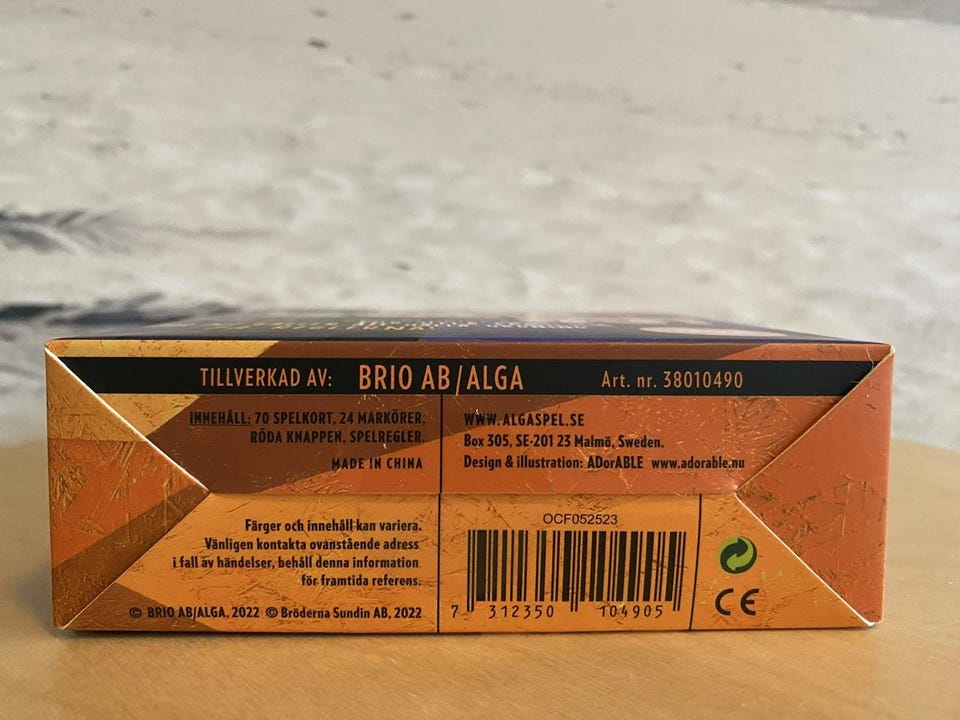 TILLVERKAD AV: BRIO AB/ALGA Art. nr. 38010490
INNEHÅLL: 70 SPELKORT, 24 MARKÖRER,
RÖDA KNAPPEN, SPELREGLER.
MADE IN CHINA
WWW.ALGASPEL.SE
Box 305, SE-201 23 Malmö, Sweden.
Design & illustration: ADorABLE www.adorable.nu
Färger och innehåll kan variera.
Vänligen kontakta ovanstående adress
i fall av händelser, behåll denna information
för framtida referens.
© BRIO AB/ALGA, 2022 © Bröderna Sundin AB, 2022
OCF052523
7 312350 104905
CE